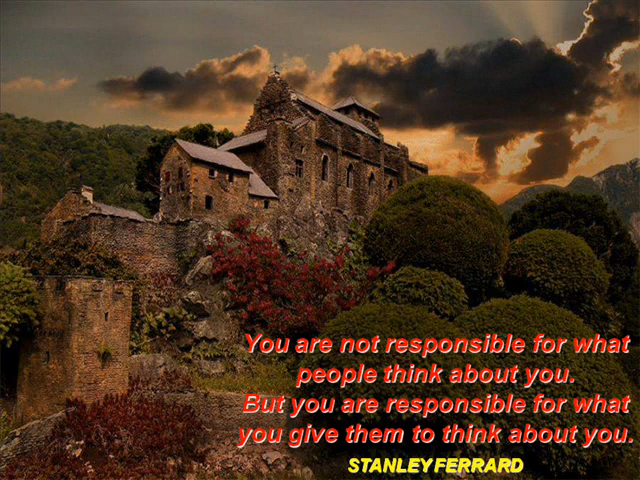 You are not responsible for what
people think about you.
But you are responsible for what
you give them to think about you.
STANLEY FERRARD